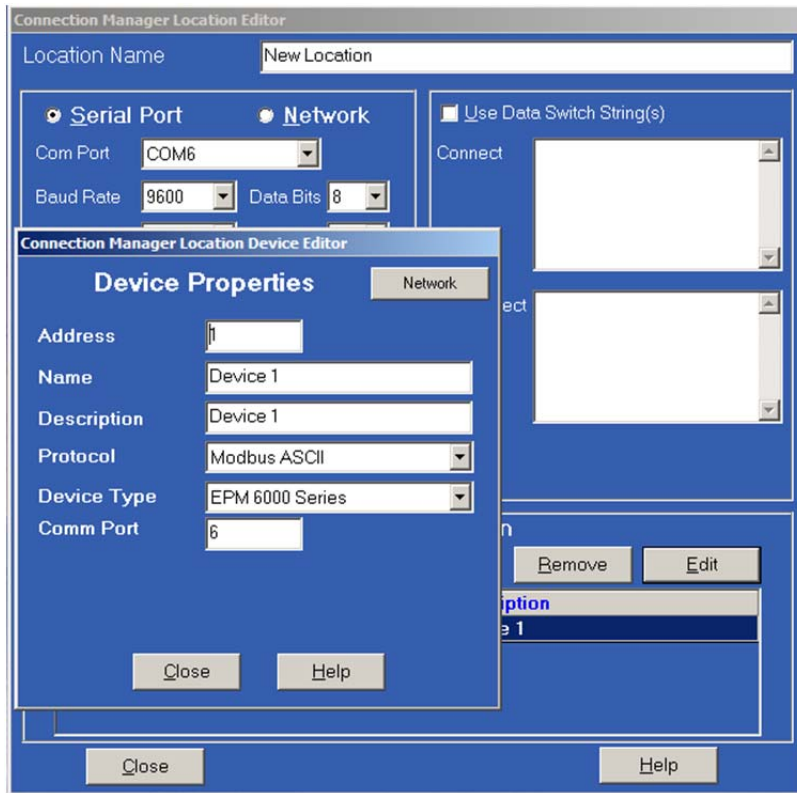 Connection Manager Location Editor
Location Name New Location
Serial Port Network
Com Port COM6
Baud Rate 9600 Data Bits 8
Use Data Switch String(s)
Connect
ect
Connection Manager Location Device Editor
Device Properties Network
Address 1
Name Device 1
Description Device 1
Protocol Modbus ASCII
Device Type EPM 6000 Series
Comm Port 6
Close Help
n
Remove Edit
iption
e 1
Close Help